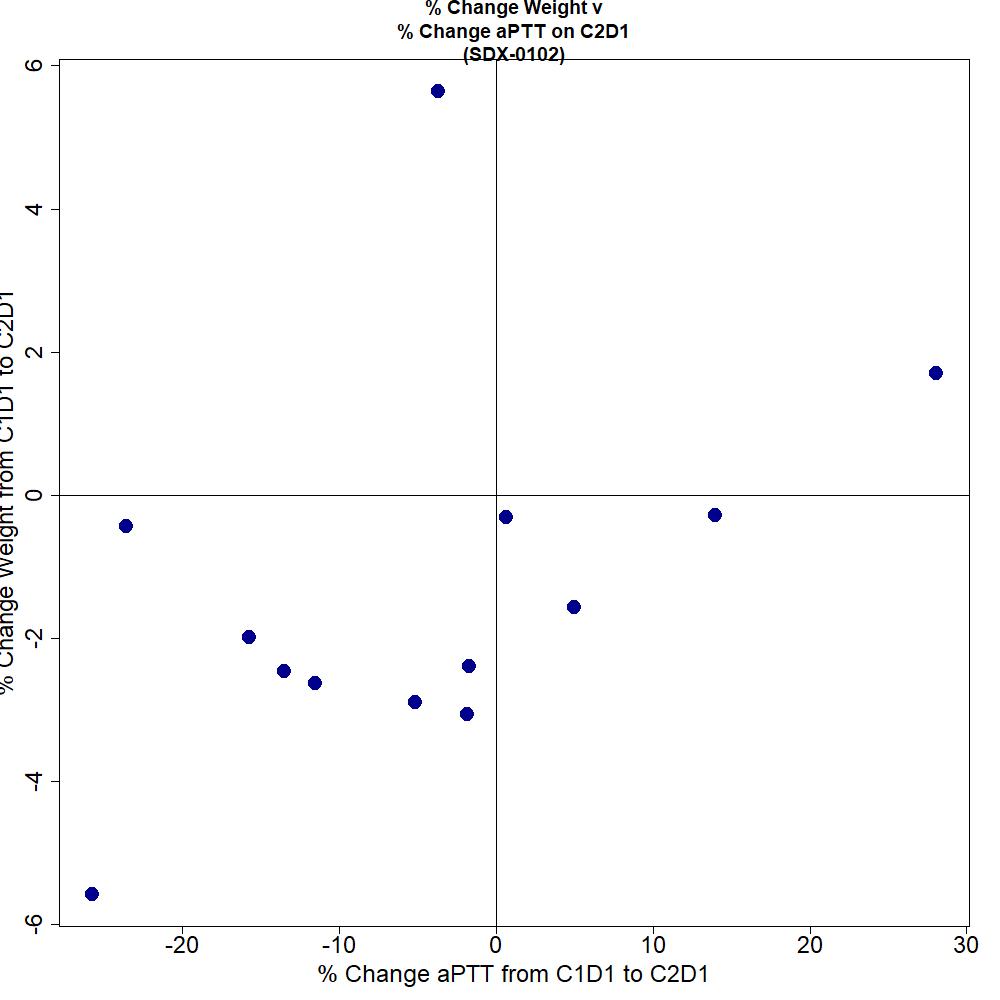 % Change Weight v
% Change aPTT on C2D1
(SDX-0102)
6
4
2
0
-2
-4
-6
% Change Weight from C1D1 to C2D1
-20
-10
0
10
20
30
% Change aPTT from C1D1 to C2D1